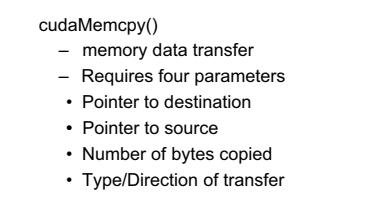 cudaMemcpy()
– memory data transfer
– Requires four parameters
• Pointer to destination
• Pointer to source
• Number of bytes copied
• Type/Direction of transfer